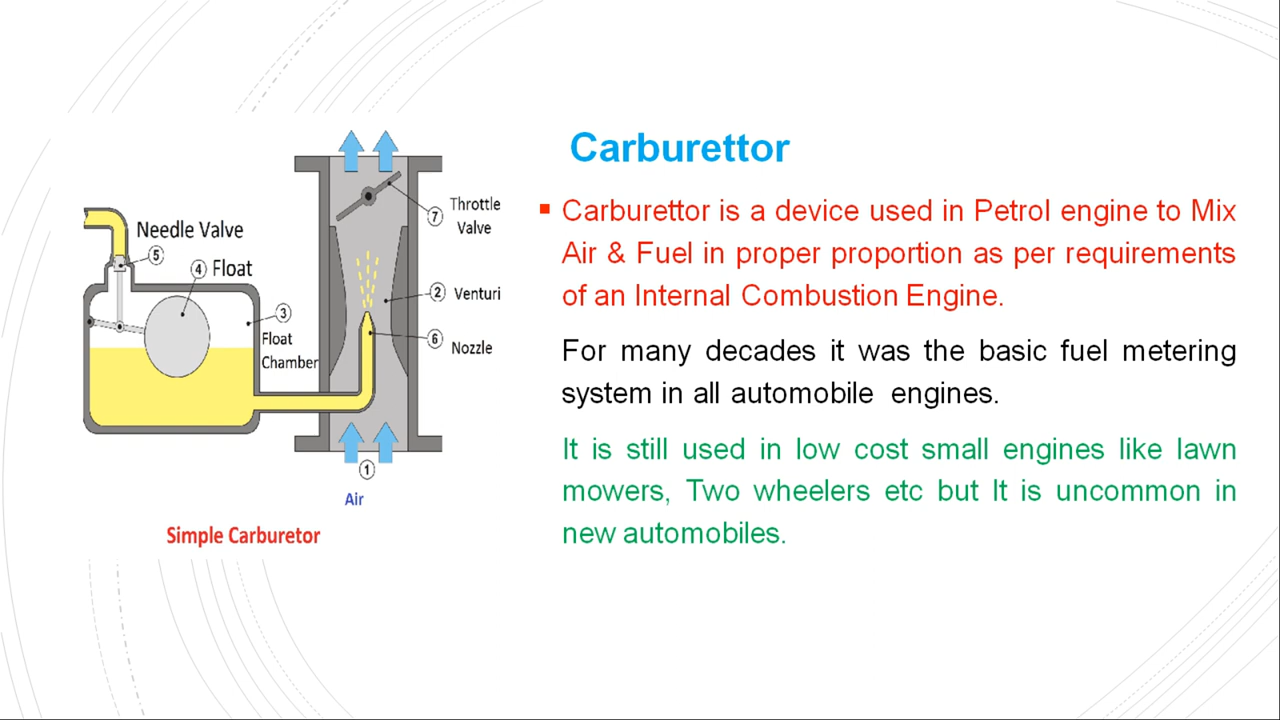 Carburettor
▪ Carburettor is a device used in Petrol engine to Mix
Air & Fuel in proper proportion as per requirements
of an Internal Combustion Engine.
For many decades it was the basic fuel metering
system in all automobile engines.
It is still used in low cost small engines like lawn
mowers, Two wheelers etc but It is uncommon in
new automobiles.
7
Throttle
Valve
Needle Valve
5
4 Float
3
Float
Chamber
2 Venturi
6
Nozzle
1
Air
Simple Carburetor